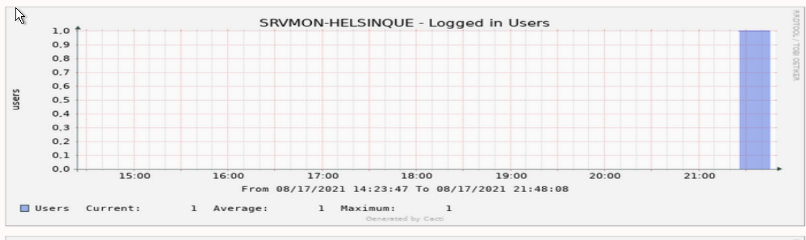 SRVMON-HELSINQUE - Logged in Users
RRDTOOL / TOBI OETIKER
users
1,0
0,9
0,8
0,7
0,6
0,5
0,4
0,3
0,2
0,1
0,0
15:00 16:00 17:00 18:00 19:00 20:00 21:00
From 08/17/2021 14:23:47 To 08/17/2021 21:48:08
Users Current: 1 Average: 1 Maximum: 1
Generated by Cacti